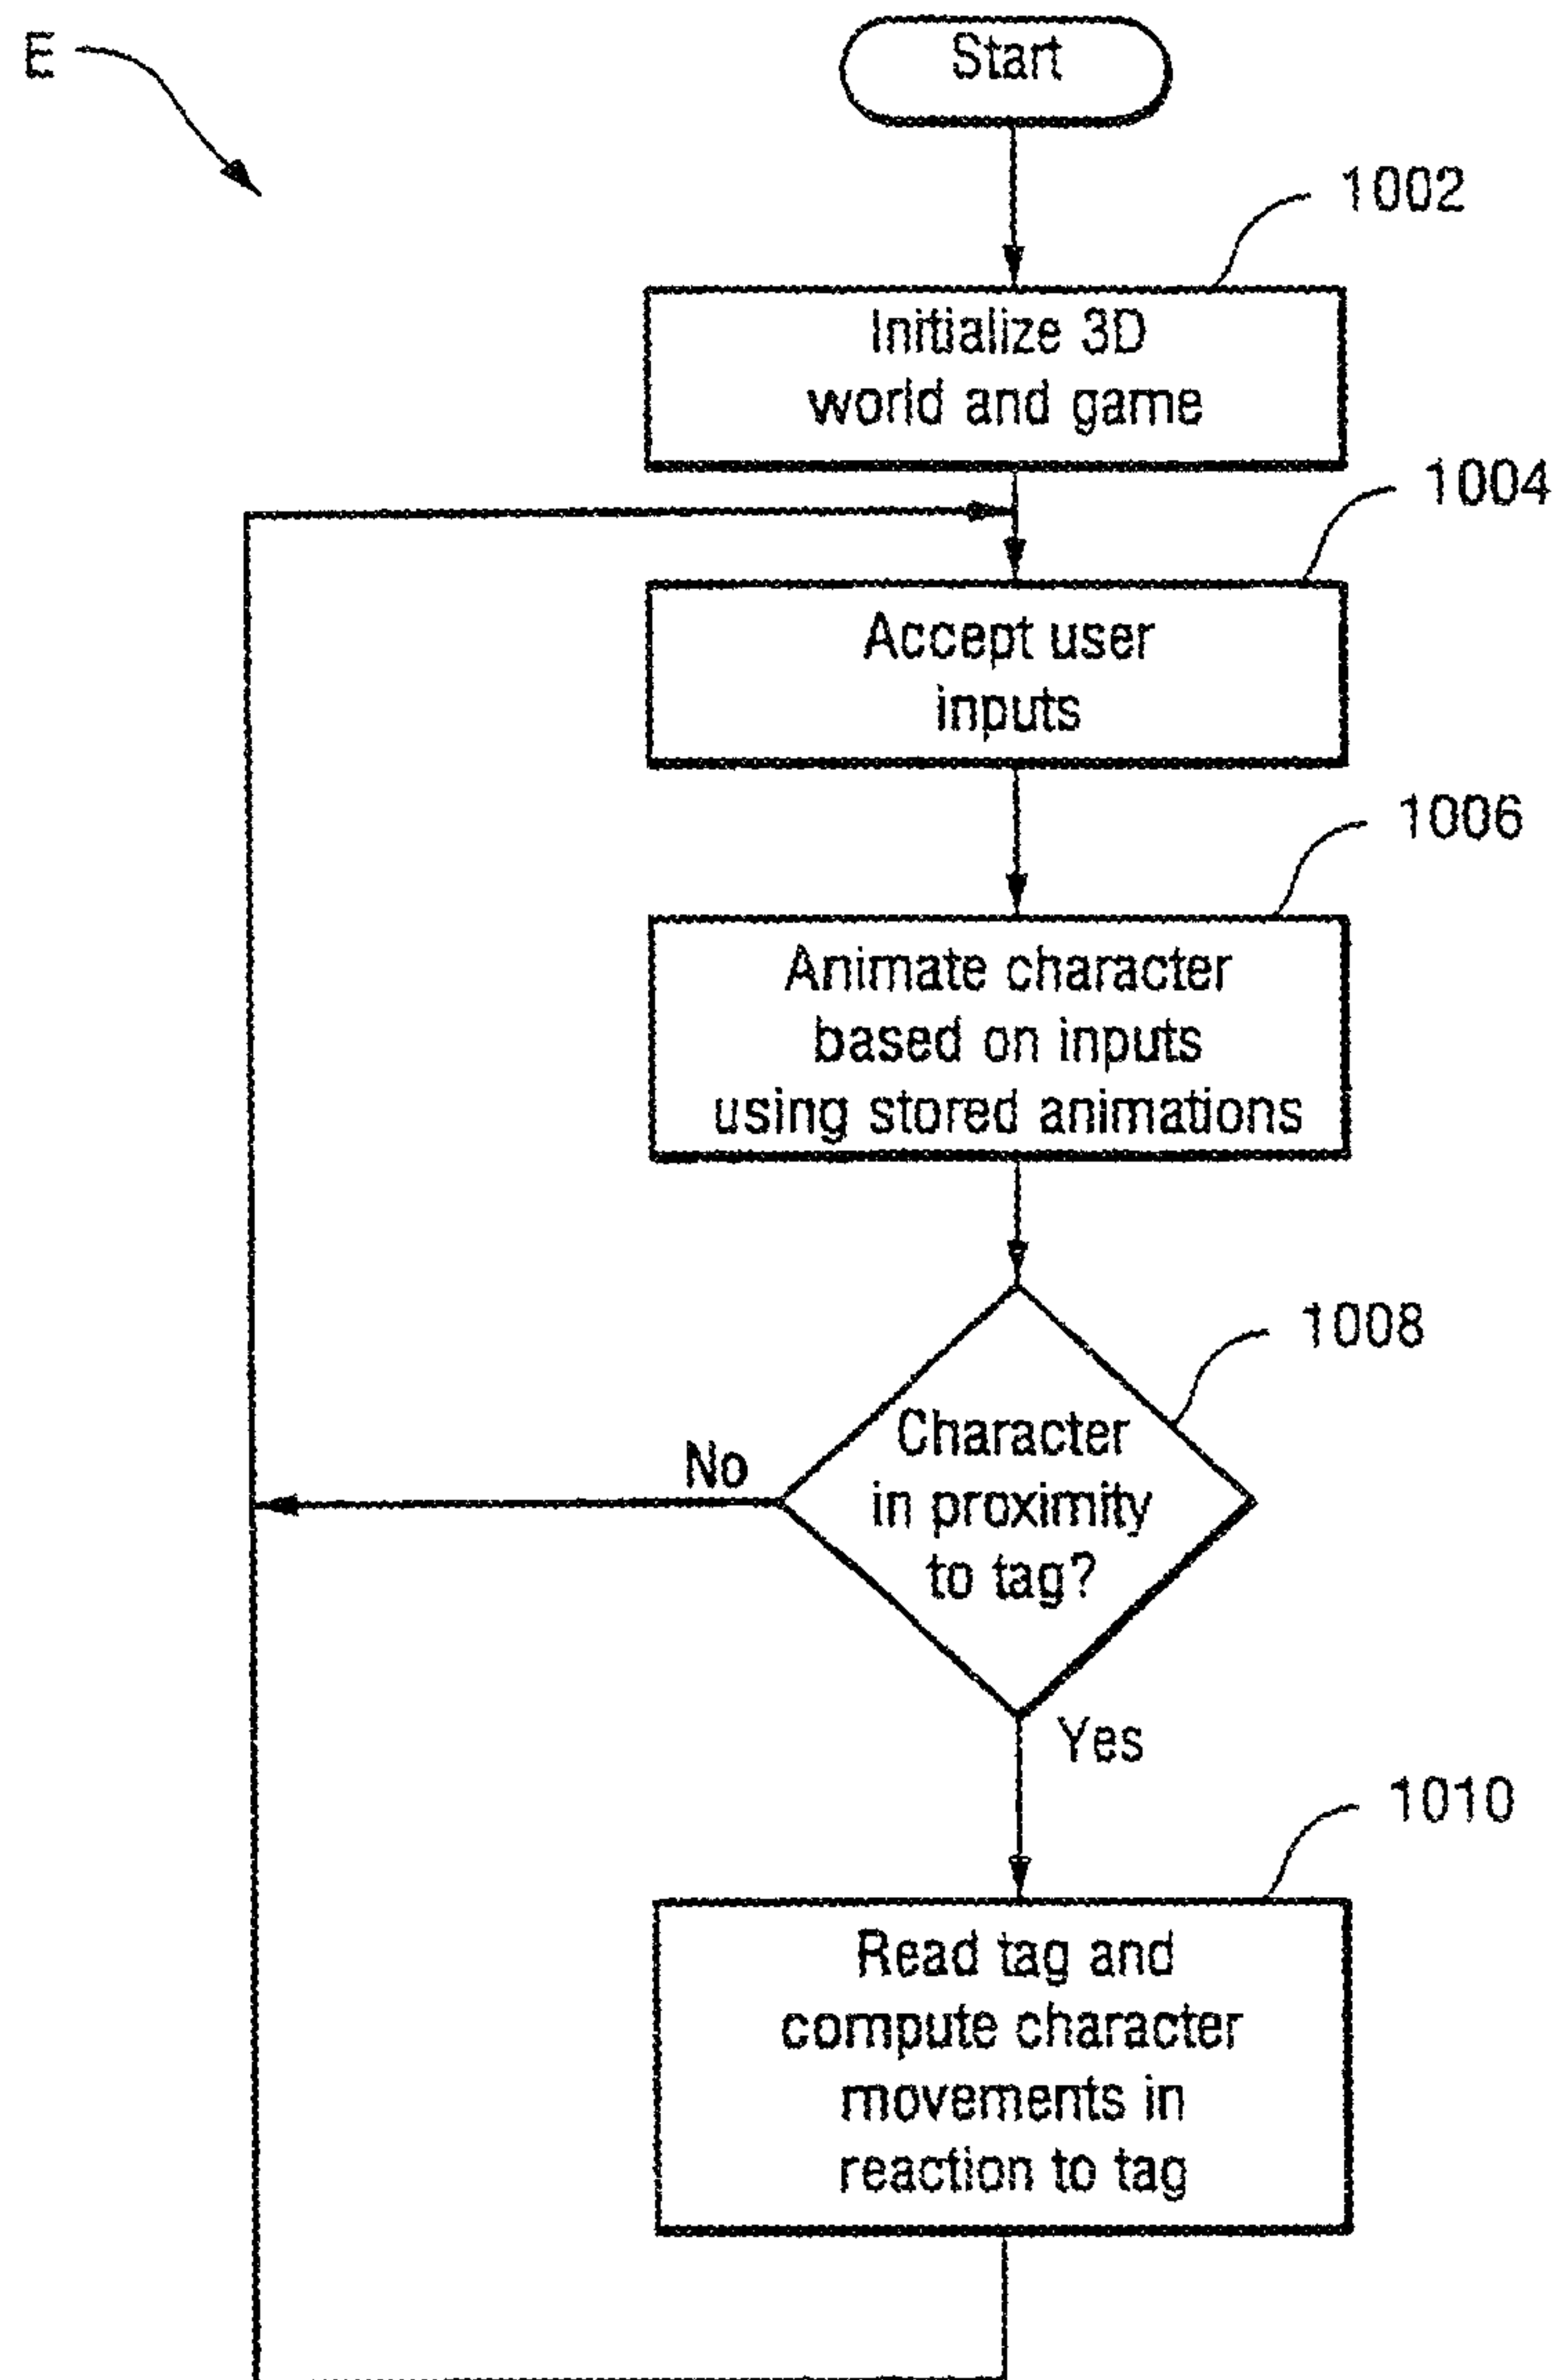 E
Start
1002
Initialize 3D
world and game
1004
Accept user
inputs
1006
Animate character
based on inputs
using stored animations
1008
Character
in proximity
to tag?
No
Yes
1010
Read tag and
compute character
movements in
reaction to tag